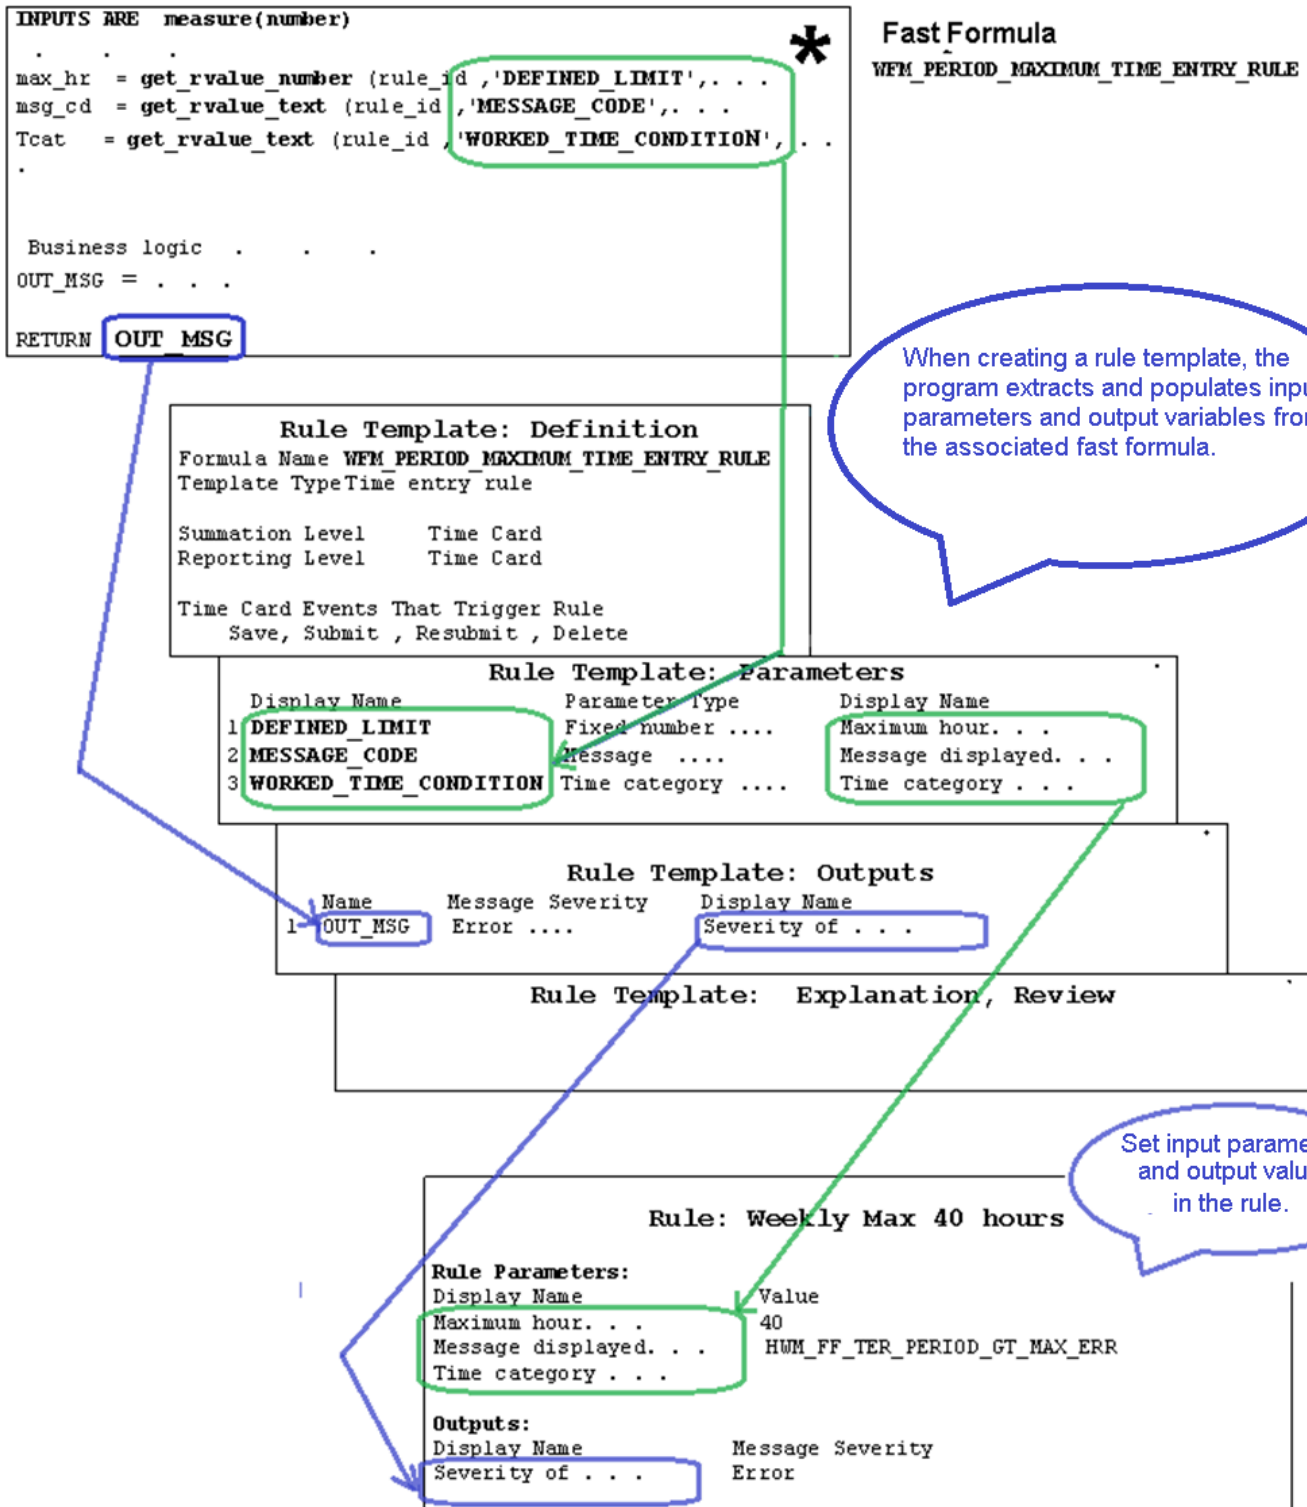 INPUTS ARE measure(number)
. . .
*
max_hr = get_rvalue_number (rule_id ,'DEFINED_LIMIT',. . .
msg_cd = get_rvalue_text (rule_id ,'MESSAGE_CODE',. . .
Tcat = get_rvalue_text (rule_id ,'WORKED_TIME_CONDITION', . . .
.
Business logic . . .
OUT_MSG = . . .
RETURN OUT_MSG
Fast Formula
WFM_PERIOD_MAXIMUM_TIME_ENTRY_RULE
When creating a rule template, the
program extracts and populates inpu
parameters and output variables fro
the associated fast formula.
Rule Template: Definition
Formula Name WFM_PERIOD_MAXIMUM_TIME_ENTRY_RULE
Template Type Time entry rule
Summation Level Time Card
Reporting Level Time Card
Time Card Events That Trigger Rule
Save, Submit , Resubmit , Delete
Rule Template: Parameters
Display Name Parameter Type Display Name
1 DEFINED_LIMIT Fixed number .... Maximum hour. . .
2 MESSAGE_CODE Message .... Message displayed. . .
3 WORKED_TIME_CONDITION Time category .... Time category . . .
Rule Template: Outputs
Name Message Severity Display Name
1 OUT_MSG Error .... Severity of . . .
Rule Template: Explanation, Review
Set input parame
and output valu
in the rule.
Rule: Weekly Max 40 hours
Rule Parameters:
Display Name Value
Maximum hour. . . 40
Message displayed. . . HWM_FF_TER_PERIOD_GT_MAX_ERR
Time category . . .
Outputs:
Display Name Message Severity
Severity of . . . Error